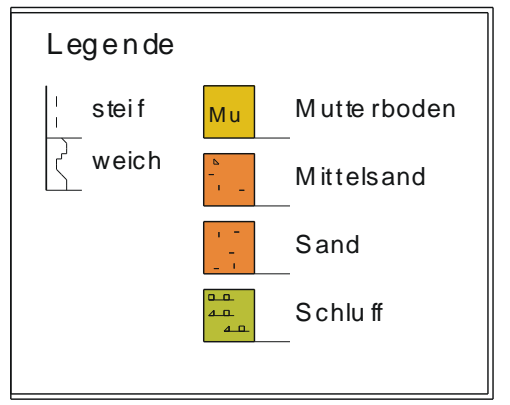 Legende
steif
weich
Mu Mutterboden
Mittelsand
Sand
Schluff